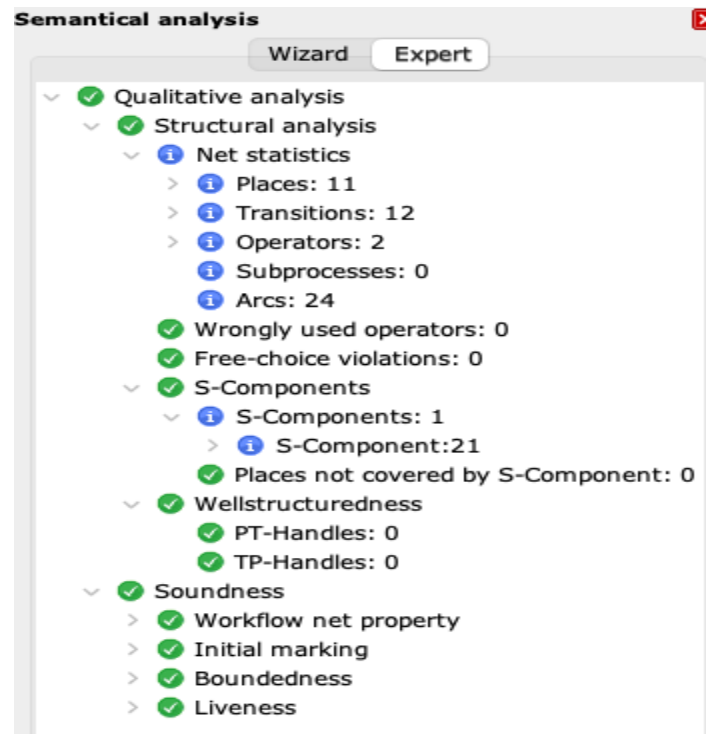 Semantical analysis
Wizard Expert
Qualitative analysis
Structural analysis
Net statistics
Places: 11
Transitions: 12
Operators: 2
Subprocesses: 0
Arcs: 24
Wrongly used operators: 0
Free-choice violations: 0
S-Components
S-Components: 1
S-Component:21
Places not covered by S-Component: 0
Wellstructuredness
PT-Handles: 0
TP-Handles: 0
Soundness
Workflow net property
Initial marking
Boundedness
Liveness